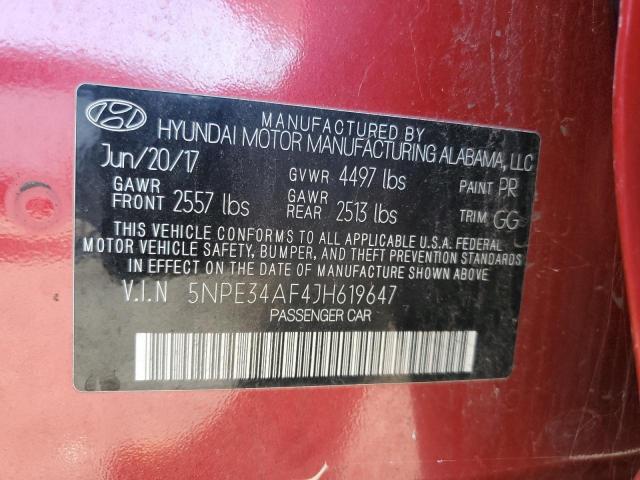 MANUFACTURED BY
HYUNDAI MOTOR MANUFACTURING ALABAMA, LLC
Jun/20/17 GVWR 4497 lbs PAINT PR
GAWR FRONT 2557 lbs GAWR REAR 2513 lbs TRIM GG
THIS VEHICLE CONFORMS TO ALL APPLICABLE U.S.A. FEDERAL
MOTOR VEHICLE SAFETY, BUMPER, AND THEFT PREVENTION STANDARDS
IN EFFECT ON THE DATE OF MANUFACTURE SHOWN ABOVE.
V.I.N 5NPE34AF4JH619647
PASSENGER CAR